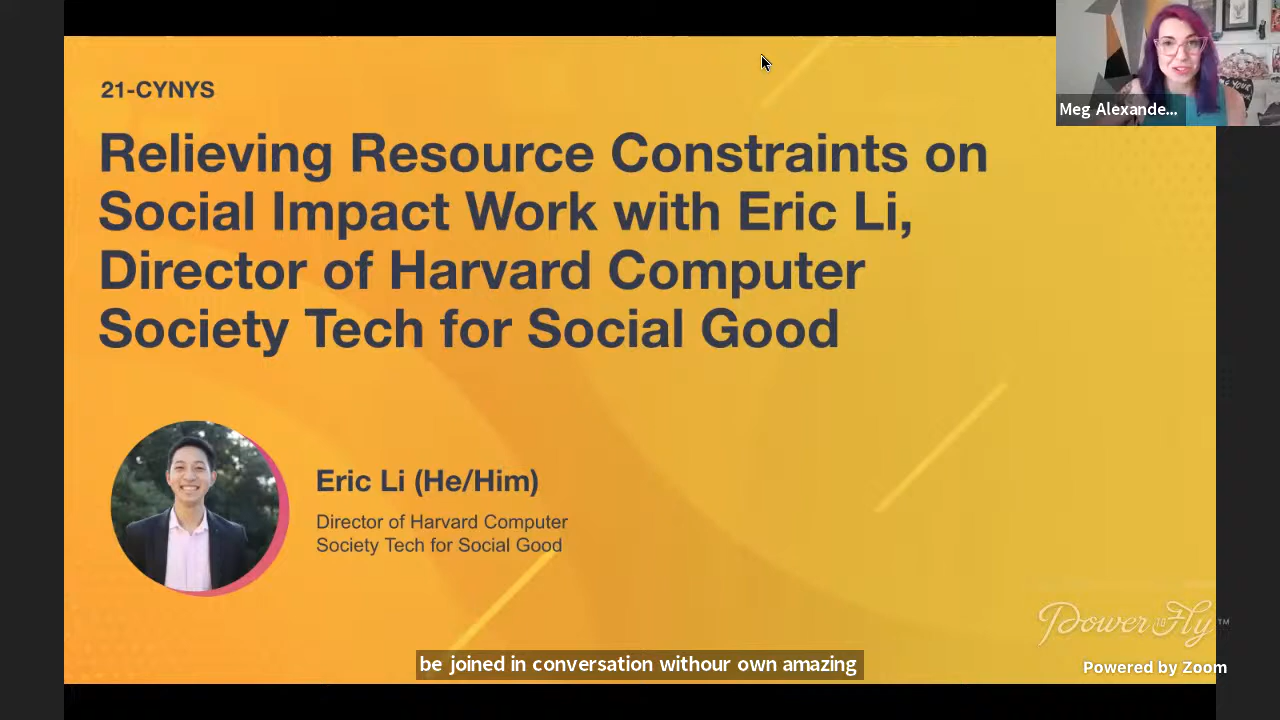 21-CYNYS
Relieving Resource Constraints on
Social Impact Work with Eric Li,
Director of Harvard Computer
Society Tech for Social Good
Meg Alexande...
Eric Li (He/Him)
Director of Harvard Computer
Society Tech for Social Good
PowerToFly™
Powered by Zoom
be joined in conversation withour own amazing